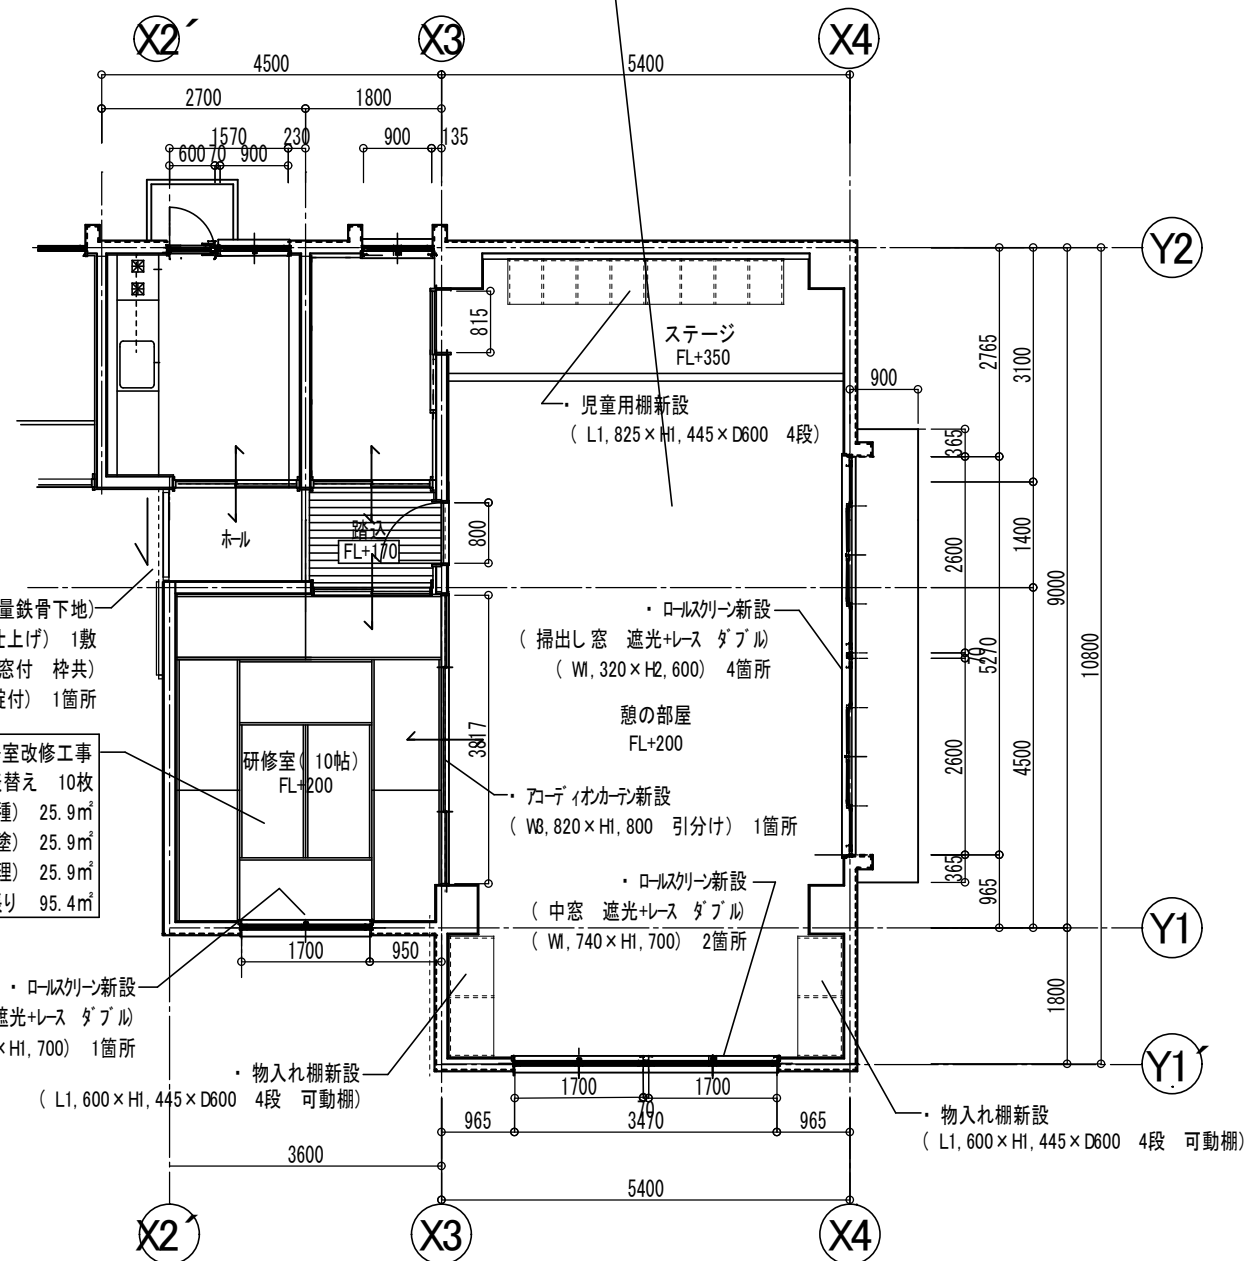 X2´
X3
X4
4500
5400
2700
1800
1570
230
900
135
600
70
900
Y2
815
ステージ
FL+350
2765
3100
900
・ 児童用棚新設
( L1,825×H1,445×D600 4段)
365
ホール
踏込
FL+170
800
2600
1400
9000
10800
量鉄骨下地)
仕上げ) 1敷
窓付 枠共)
錠付) 1箇所
・ ロールスクリーン新設
( 掃出し窓 遮光+レース ダブル)
( W1,320×H2,600) 4箇所
70
5270
憩の部屋
FL+200
3817
室改修工事
替え 10枚
種) 25.9㎡
塗) 25.9㎡
理) 25.9㎡
り 95.4㎡
研修室( 10帖)
FL+200
2600
4500
・ アコーディオンカーテン新設
( W3,820×H1,800 引分け) 1箇所
365
965
・ ロールスクリーン新設
( 中窓 遮光+レース ダブル)
( W1,740×H1,700) 2箇所
Y1
1700
950
・ ロールスクリーン新設
遮光+レース ダブル)
×H1,700) 1箇所
1800
Y1´
・ 物入れ棚新設
( L1,600×H1,445×D600 4段 可動棚)
1700
70
1700
965
3470
965
・ 物入れ棚新設
( L1,600×H1,445×D600 4段 可動棚)
3600
5400
X2´
X3
X4